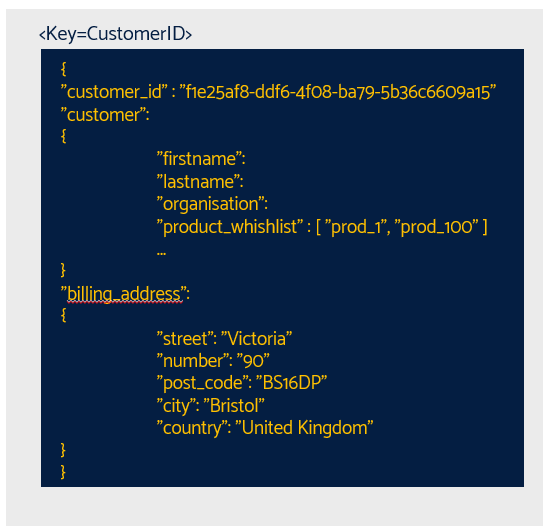 <Key=CustomerID>
{
"customer_id" : "f1e25af8-ddf6-4f08-ba79-5b36c6609a15"
"customer":
{
"firstname":
"lastname":
"organisation":
"product_whishlist" : [ "prod_1", "prod_100" ]
...
}
"billing_address":
{
"street": "Victoria"
"number": "90"
"post_code": "BS16DP"
"city": "Bristol"
"country": "United Kingdom"
}
}